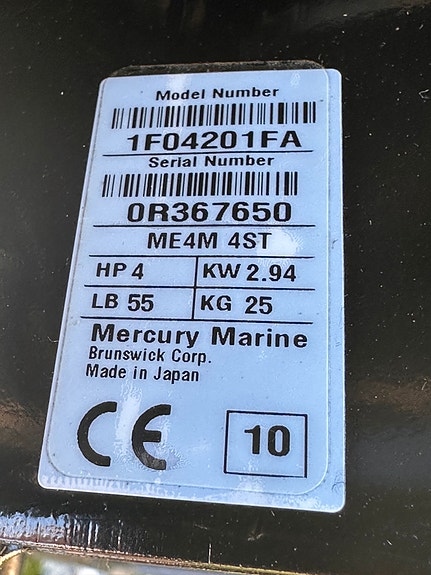 Model Number
1F04201FA
Serial Number
0R367650
ME4M 4ST
HP 4 KW 2.94
LB 55 KG 25
Mercury Marine
Brunswick Corp.
Made in Japan
CE 10